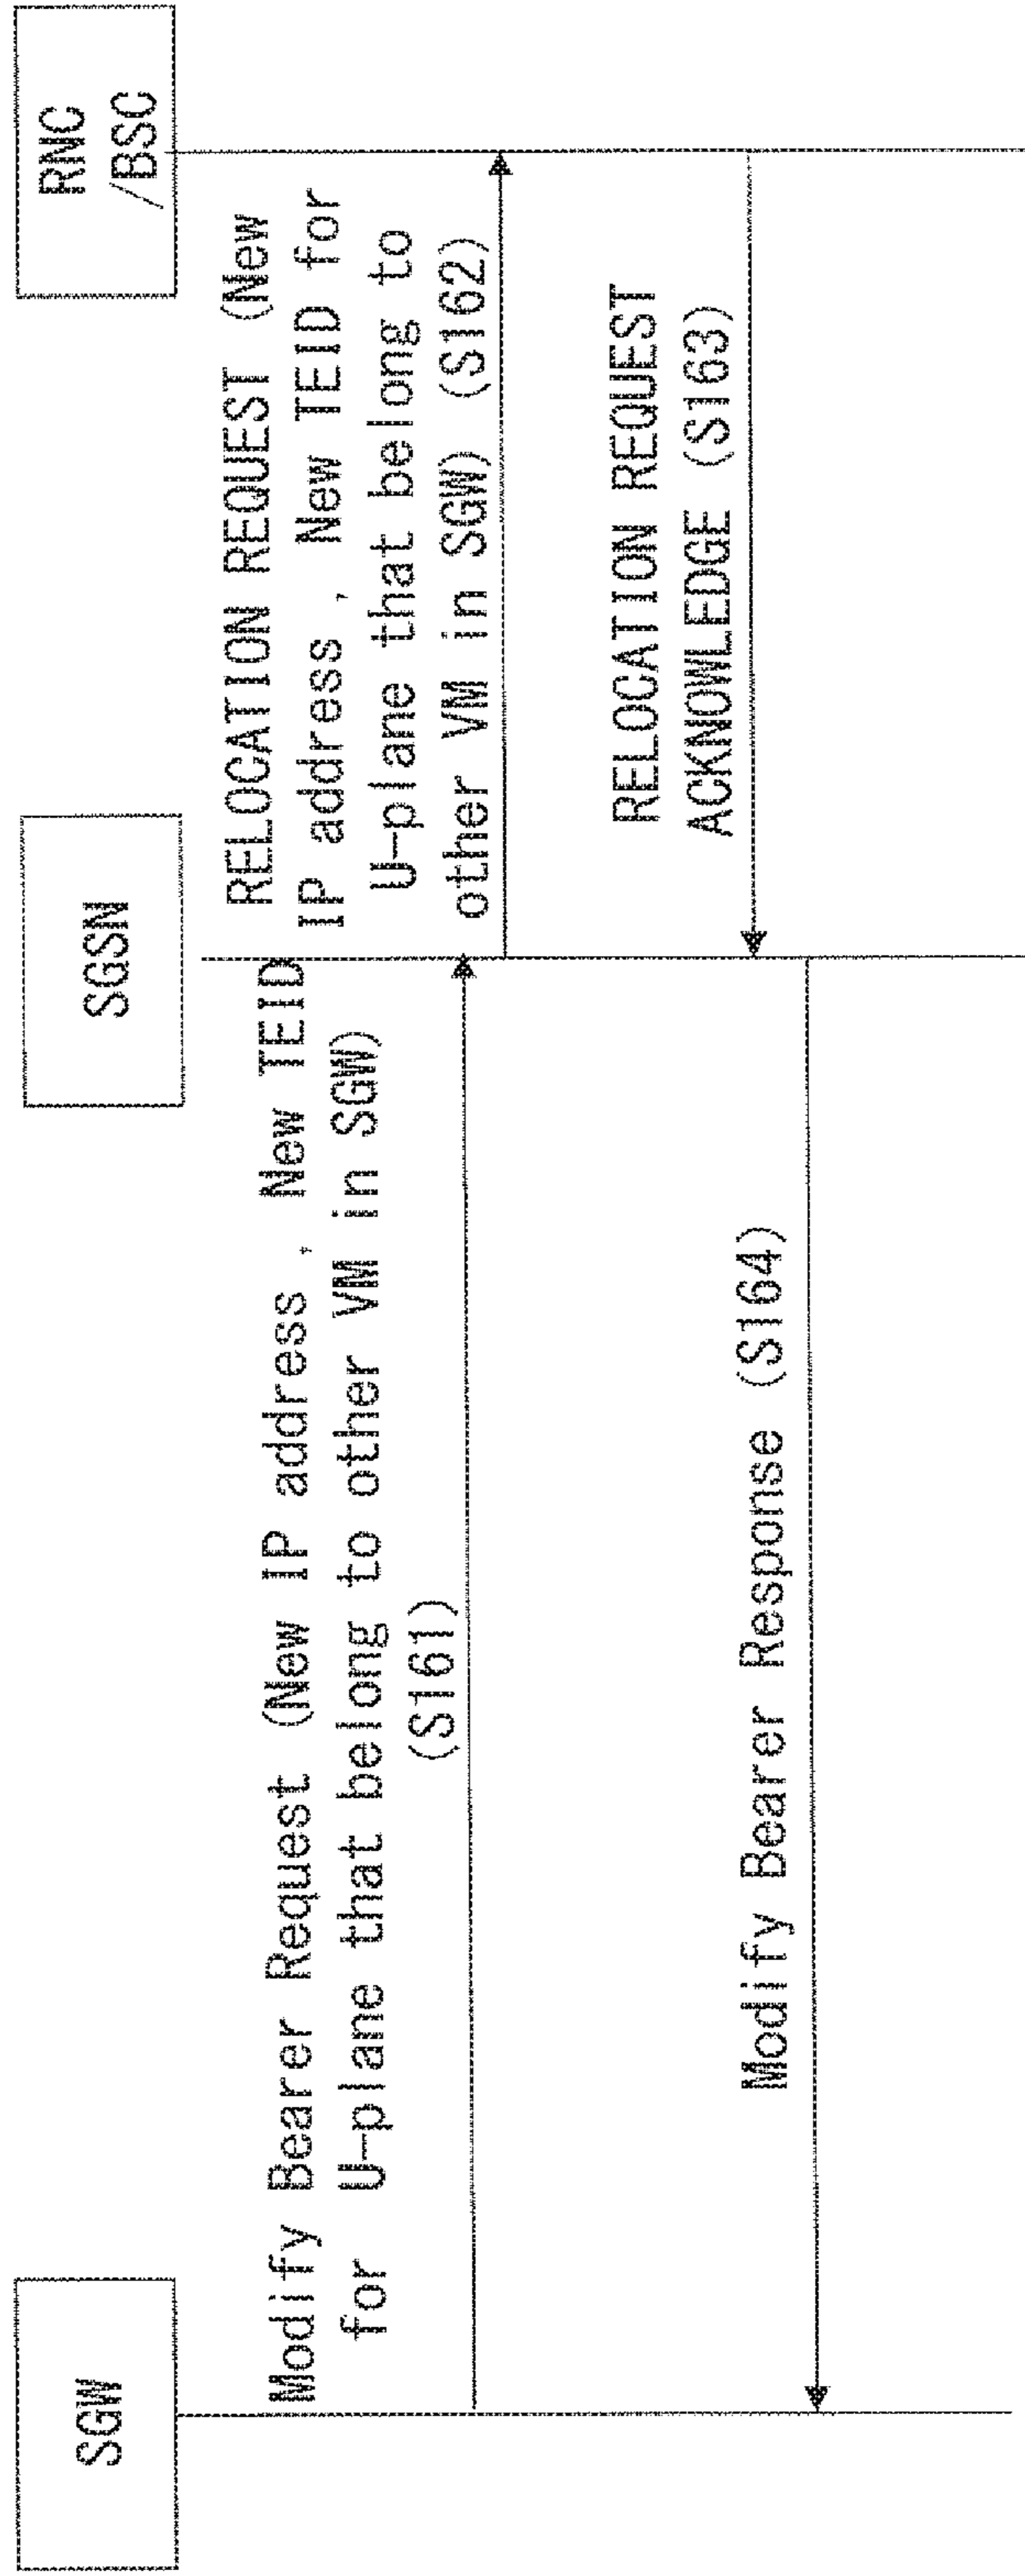 SGW
SGSN
RNC
/BSC
Modify Bearer Request (New IP address, New TEID
for U-plane that belong to other VM in SGW)
(S161)
RELOCATION REQUEST (New
IP address, New TEID for
U-plane that belong to
other VM in SGW) (S162)
RELOCATION REQUEST
ACKNOWLEDGE (S163)
Modify Bearer Response (S164)